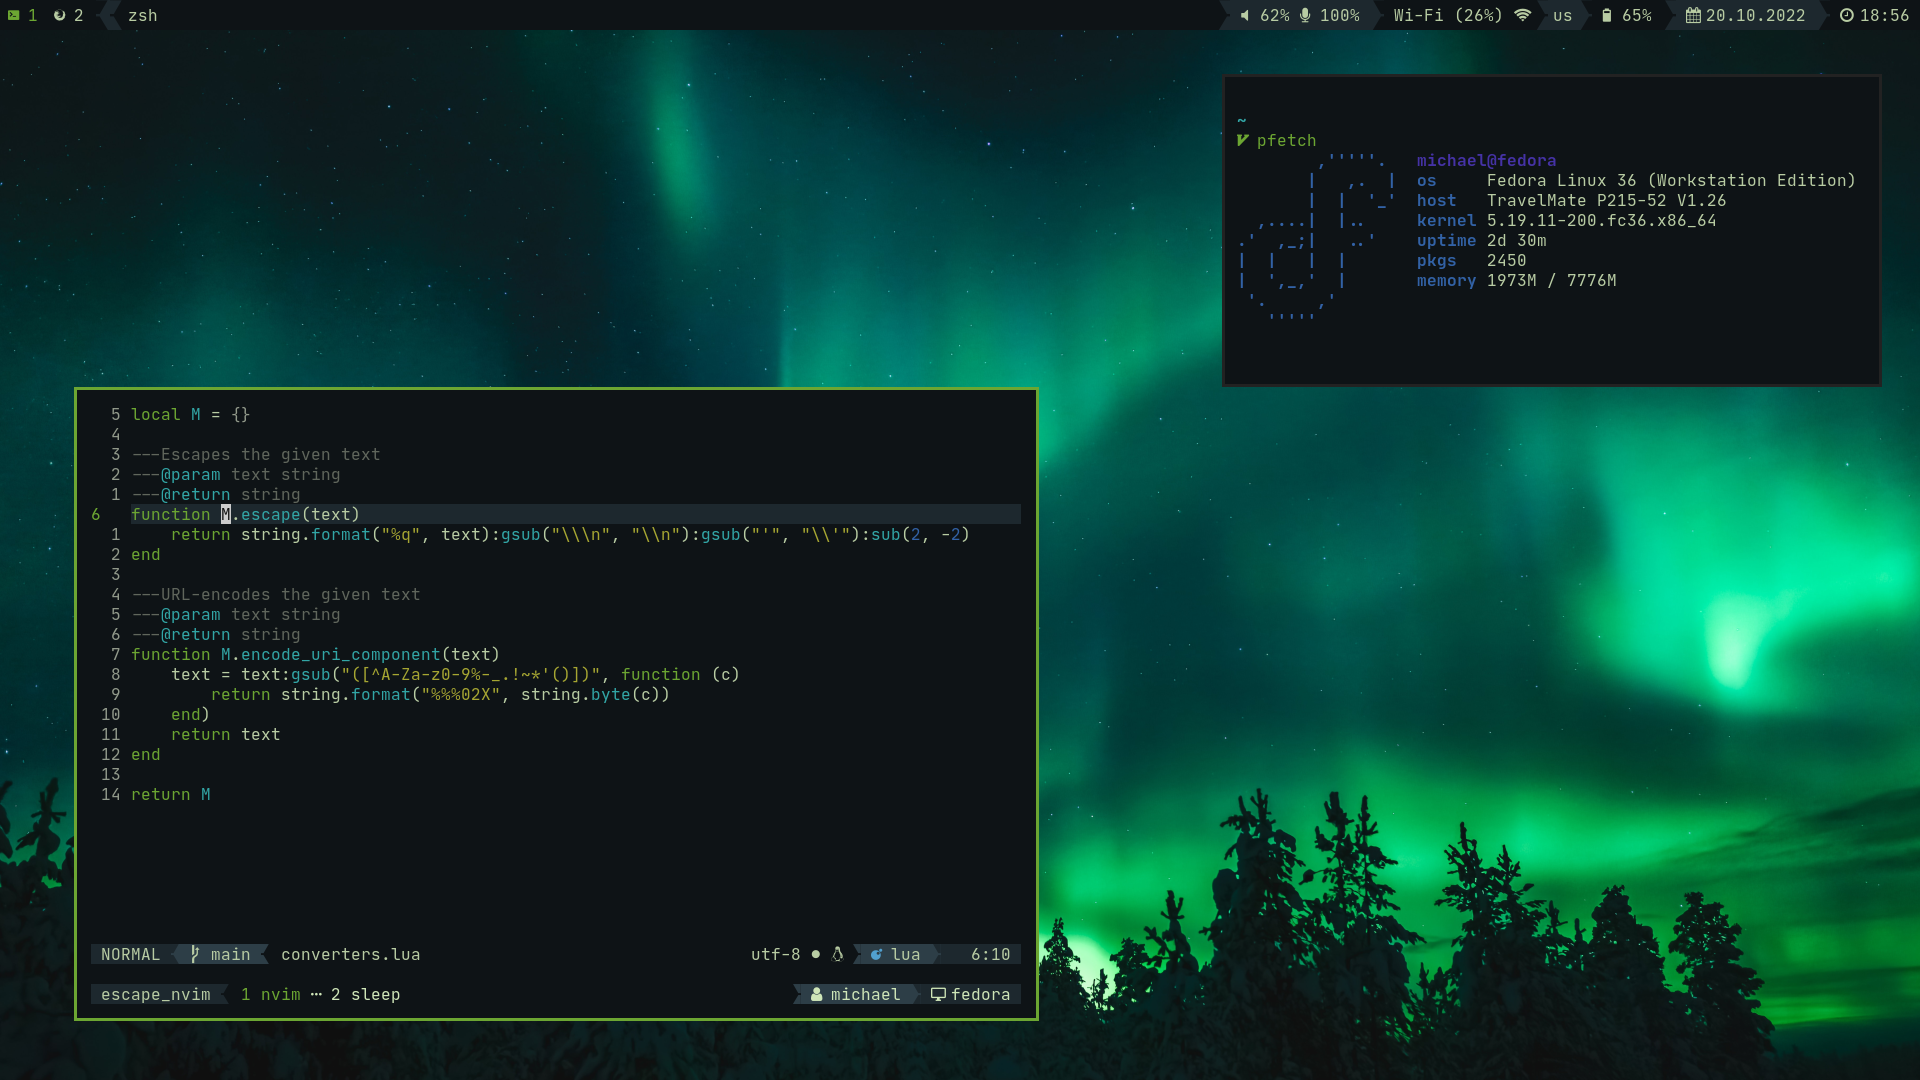 1 2 zsh 62% 100% Wi-Fi (26%) us 65% 20.10.2022 18:56
~
pfetch
michael@fedora
os Fedora Linux 36 (Workstation Edition)
host TravelMate P215-52 V1.26
kernel 5.19.11-200.fc36.x86_64
uptime 2d 30m
pkgs 2450
memory 1973M / 7776M
5 local M = {}
4
3 ---Escapes the given text
2 ---@param text string
1 ---@return string
6 function M.escape(text)
1 return string.format("%q", text):gsub("\\\n", "\\n"):gsub("'", "\\'"):sub(2, -2)
2 end
3
4 ---URL-encodes the given text
5 ---@param text string
6 ---@return string
7 function M.encode_uri_component(text)
8 text = text:gsub("([^A-Za-z0-9%-_.!~*'()])", function (c)
9 return string.format("%%%02X", string.byte(c))
10 end)
11 return text
12 end
13
14 return M
NORMAL main converters.lua utf-8 lua 6:10
escape_nvim 1 nvim ··· 2 sleep michael fedora